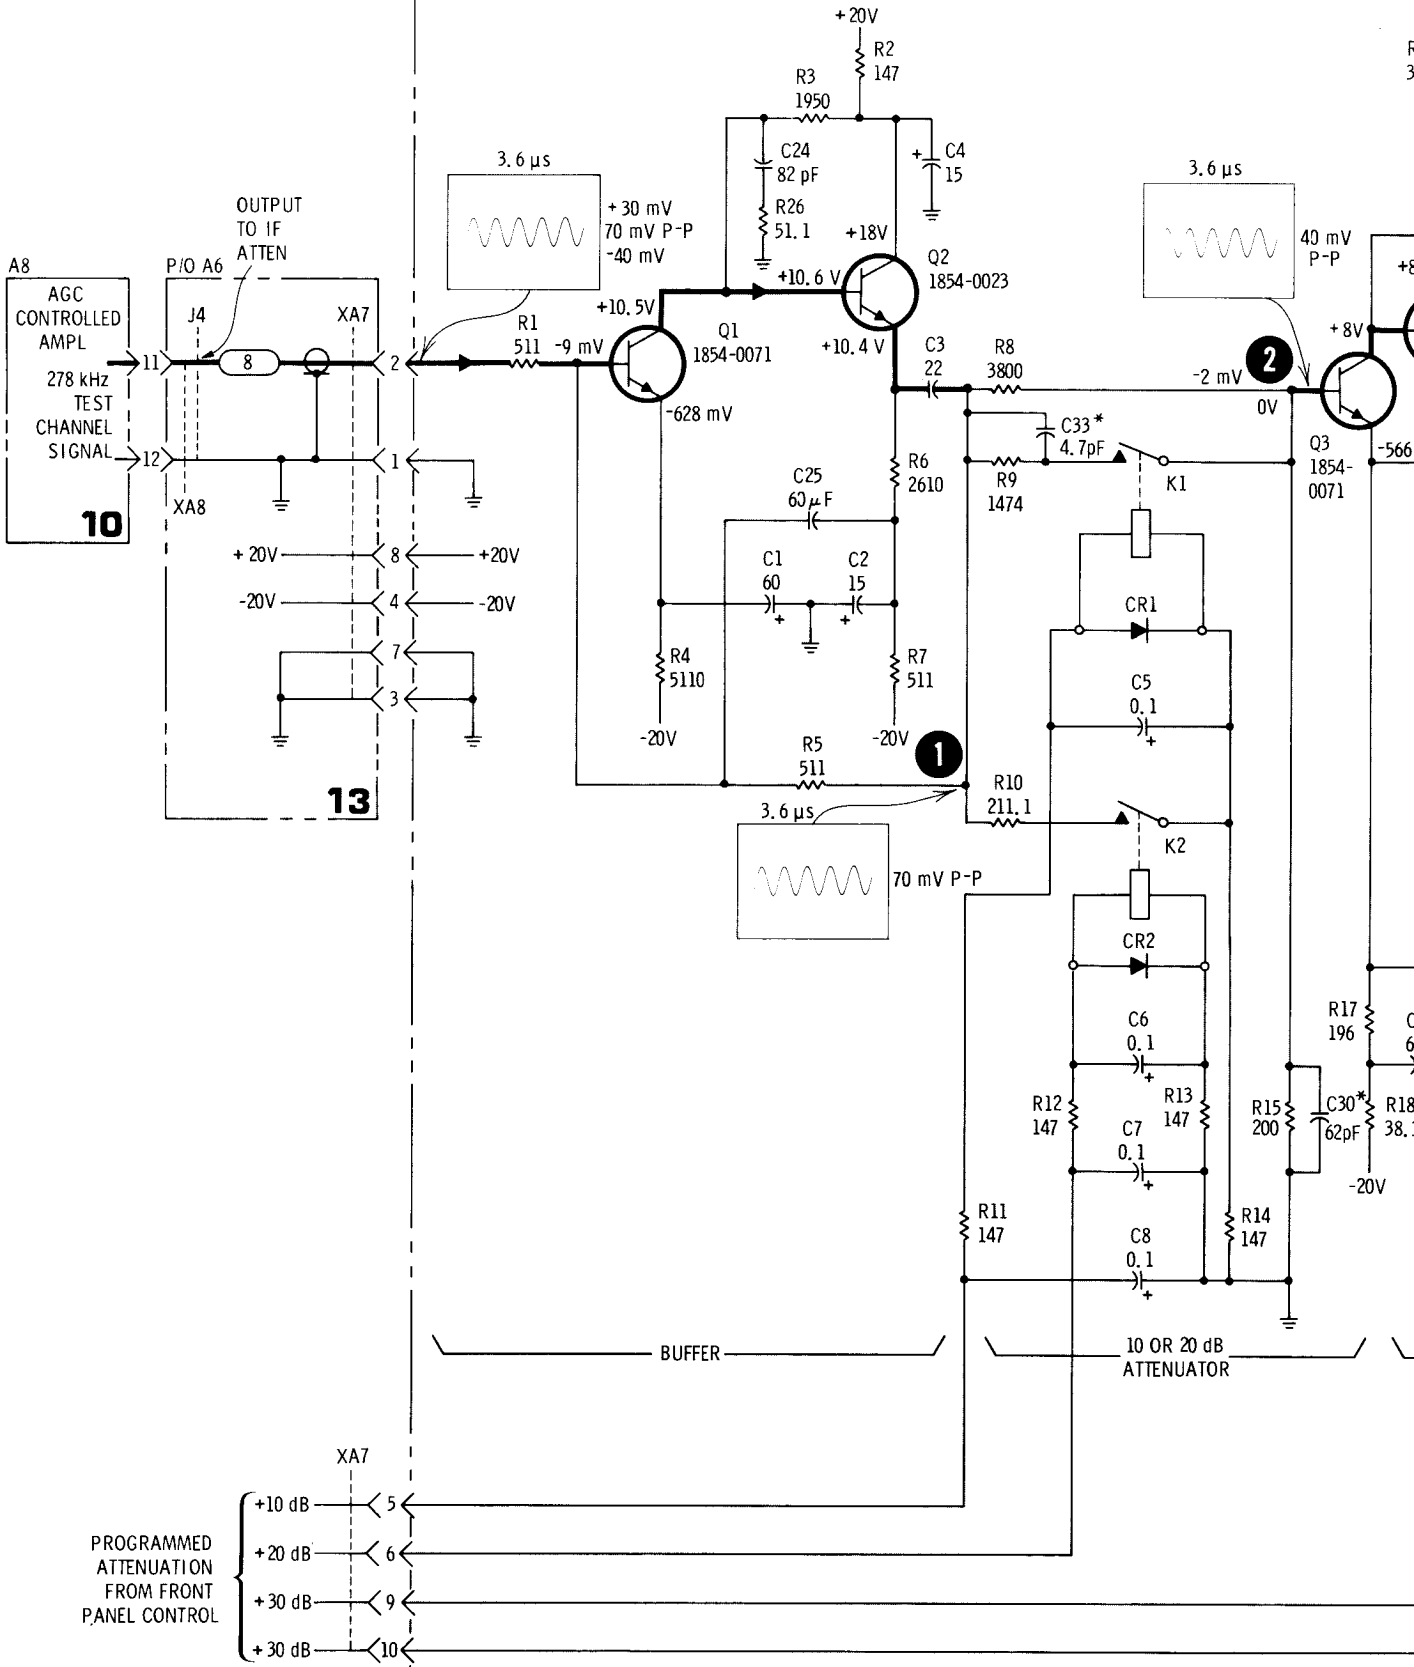 +20V
R2
147
R3
1950
R
3
C24
82 pF
C4
15
+
R26
51.1
3.6 µs
+30 mV
70 mV P-P
-40 mV
3.6 µs
40 mV
P-P
OUTPUT
TO IF
ATTEN
+18V
Q2
1854-0023
A8
P/O A6
AGC
CONTROLLED
AMPL
278 kHz
TEST
CHANNEL
SIGNAL
10
J4
XA7
11
8
2
12
1
XA8
+10.6 V
+10.5V
R1
511
-9 mV
Q1
1854-0071
-628 mV
+10.4 V
C3
22
R8
3800
-2 mV
2
0V
+8V
+8
Q3
1854-
0071
-566
C33*
4.7pF
R9
1474
K1
R6
2610
C25
60µF
+20V
8
+20V
-20V
4
-20V
7
3
13
C1
60
+
C2
15
+
CR1
R4
5110
-20V
R7
511
-20V
C5
0.1
+
R5
511
1
R10
211.1
K2
3.6 µs
70 mV P-P
CR2
C6
0.1
+
R17
196
C
6
R12
147
R13
147
C7
0.1
+
R15
200
C30*
62pF
R18
38.
-20V
R11
147
R14
147
C8
0.1
+
BUFFER
10 OR 20 dB
ATTENUATOR
XA7
PROGRAMMED
ATTENUATION
FROM FRONT
PANEL CONTROL
+10 dB
5
+20 dB
6
+30 dB
9
+30 dB
10